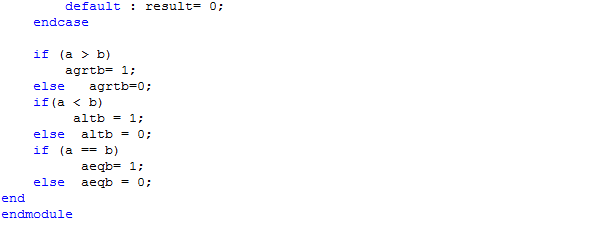 default : result= 0;
endcase
if (a > b)
agrtb= 1;
else agrtb=0;
if(a < b)
altb = 1;
else altb = 0;
if (a == b)
aeqb= 1;
else aeqb = 0;
end
endmodule